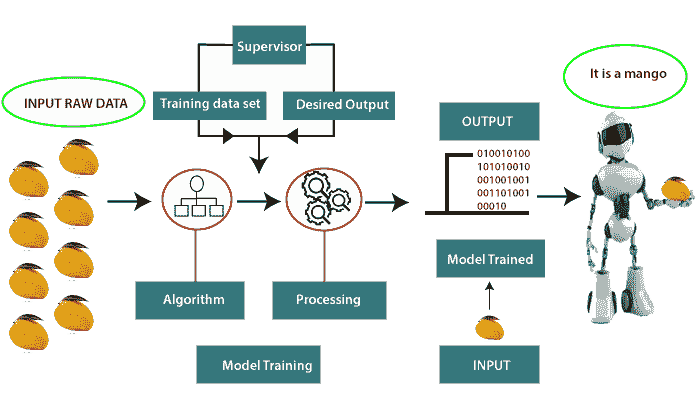 Supervisor
It is a mango
INPUT RAW DATA
Training data set
Desired Output
OUTPUT
010010100
101010010
001001001
001101001
00010
Model Trained
Algorithm
Processing
Model Training
INPUT